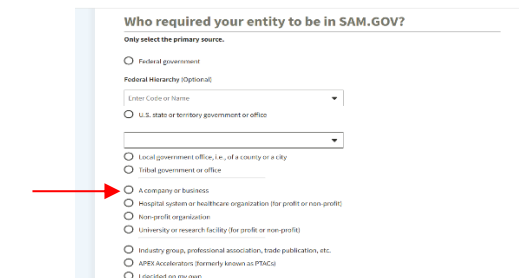 Who required your entity to be in SAM.GOV?
Only select the primary source.
Federal government
Federal Hierarchy (Optional)
Enter Code or Name
U.S. state or territory government or office
Local government office, i.e., of a county or a city
Tribal government or office
A company or business
Hospital system or healthcare organization (for profit or non-profit)
Non-profit organization
University or research facility (for profit or non-profit)
Industry group, professional association, trade publication, etc.
APEX Accelerators (formerly known as PTACs)
I decided on my own